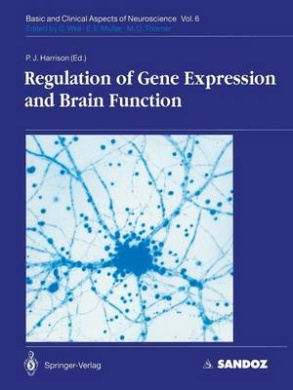 Basic and Clinical Aspects of Neuroscience Vol. 6
Edited by C. Weil · E. E. Müller · M. O. Thorner
P. J. Harrison (Ed.)
Regulation of Gene Expression
and Brain Function
Springer-Verlag
SANDOZ